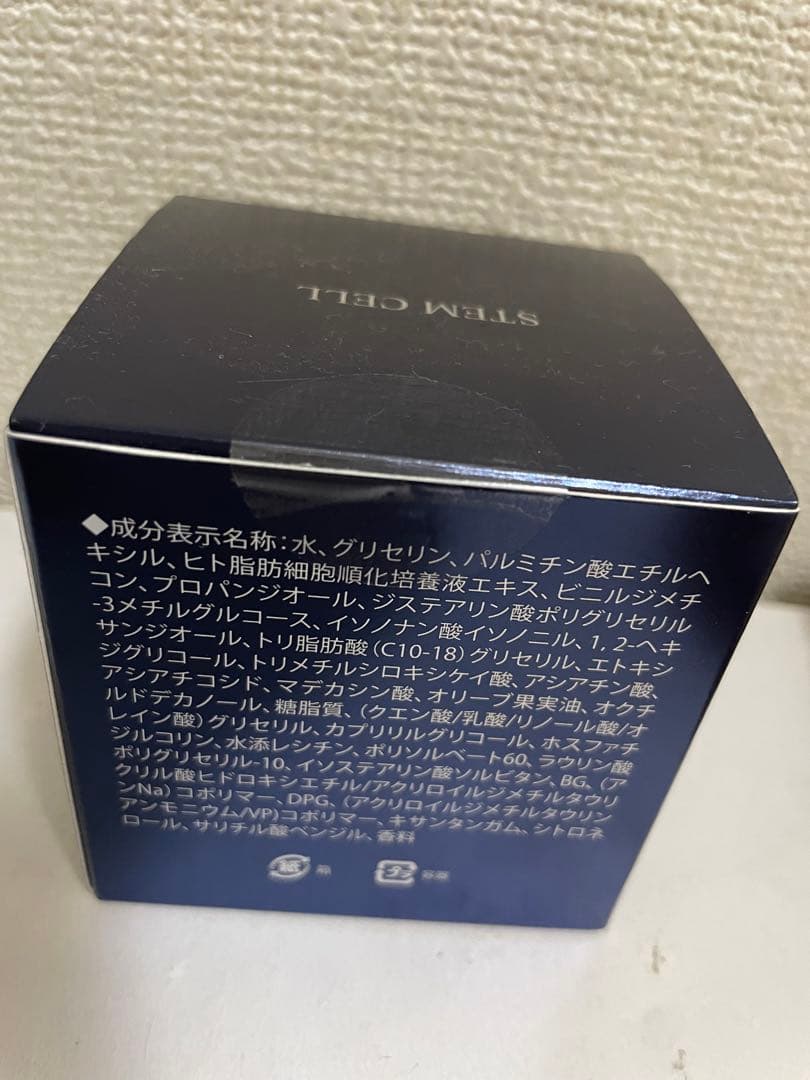 STEM CELL
◆成分表示名称：水、グリセリン、パルミチン酸エチルヘ
キシル、ヒト脂肪細胞順化培養液エキス、ビニルジメチ
コン、プロパンジオール、ジステアリン酸ポリグリセリル
-3メチルグルコース、イソノナン酸イソノニル、1, 2-ヘキ
サンジオール、トリ脂肪酸（C10-18）グリセリル、エトキシ
ジグリコール、トリメチルシロキシケイ酸、アシアチン酸、
アシアチコシド、マデカシン酸、オリーブ果実油、オクチ
ルドデカノール、糖脂質、（クエン酸/乳酸/リノール酸/オ
レイン酸）グリセリル、カプリリルグリコール、ホスファチ
ジルコリン、水添レシチン、ポリソルベート60、ラウリン酸
ポリグリセリル-10、イソステアリン酸ソルビタン、BG、（ア
クリル酸ヒドロキシエチル/アクリロイルジメチルタウリ
ンNa）コポリマー、DPG、（アクリロイルジメチルタウリン
アンモニウム/VP）コポリマー、キサンタンガム、シトロネ
ロール、サリチル酸ベンジル、香料
紙
プラ